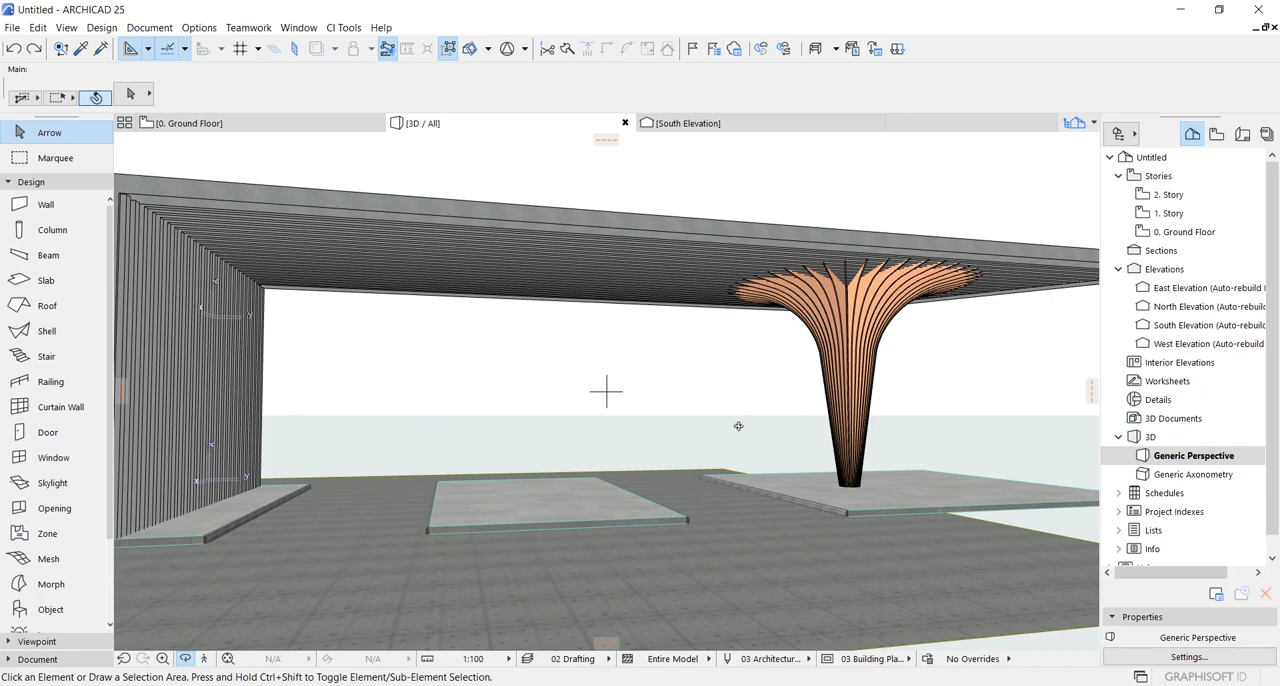 Untitled - ARCHICAD 25
File Edit View Design Document Options Teamwork Window CI Tools Help
Main:
[0. Ground Floor]
[3D / All]
[South Elevation]
Arrow
Marquee
Design
Wall
Column
Beam
Slab
Roof
Shell
Stair
Railing
Curtain Wall
Door
Window
Skylight
Opening
Zone
Mesh
Morph
Object
Viewpoint
Document
Untitled
Stories
2. Story
1. Story
0. Ground Floor
Sections
Elevations
East Elevation (Auto-rebuild
North Elevation (Auto-rebuild
South Elevation (Auto-rebuild
West Elevation (Auto-rebuild
Interior Elevations
Worksheets
Details
3D Documents
3D
Generic Perspective
Generic Axonometry
Schedules
Project Indexes
Lists
Info
Properties
Generic Perspective
Settings...
N/A N/A 1:100 02 Drafting Entire Model 03 Architectur... 03 Building Pla... No Overrides
Click an Element or Draw a Selection Area. Press and Hold Ctrl+Shift to Toggle Element/Sub-Element Selection.
GRAPHISOFT ID